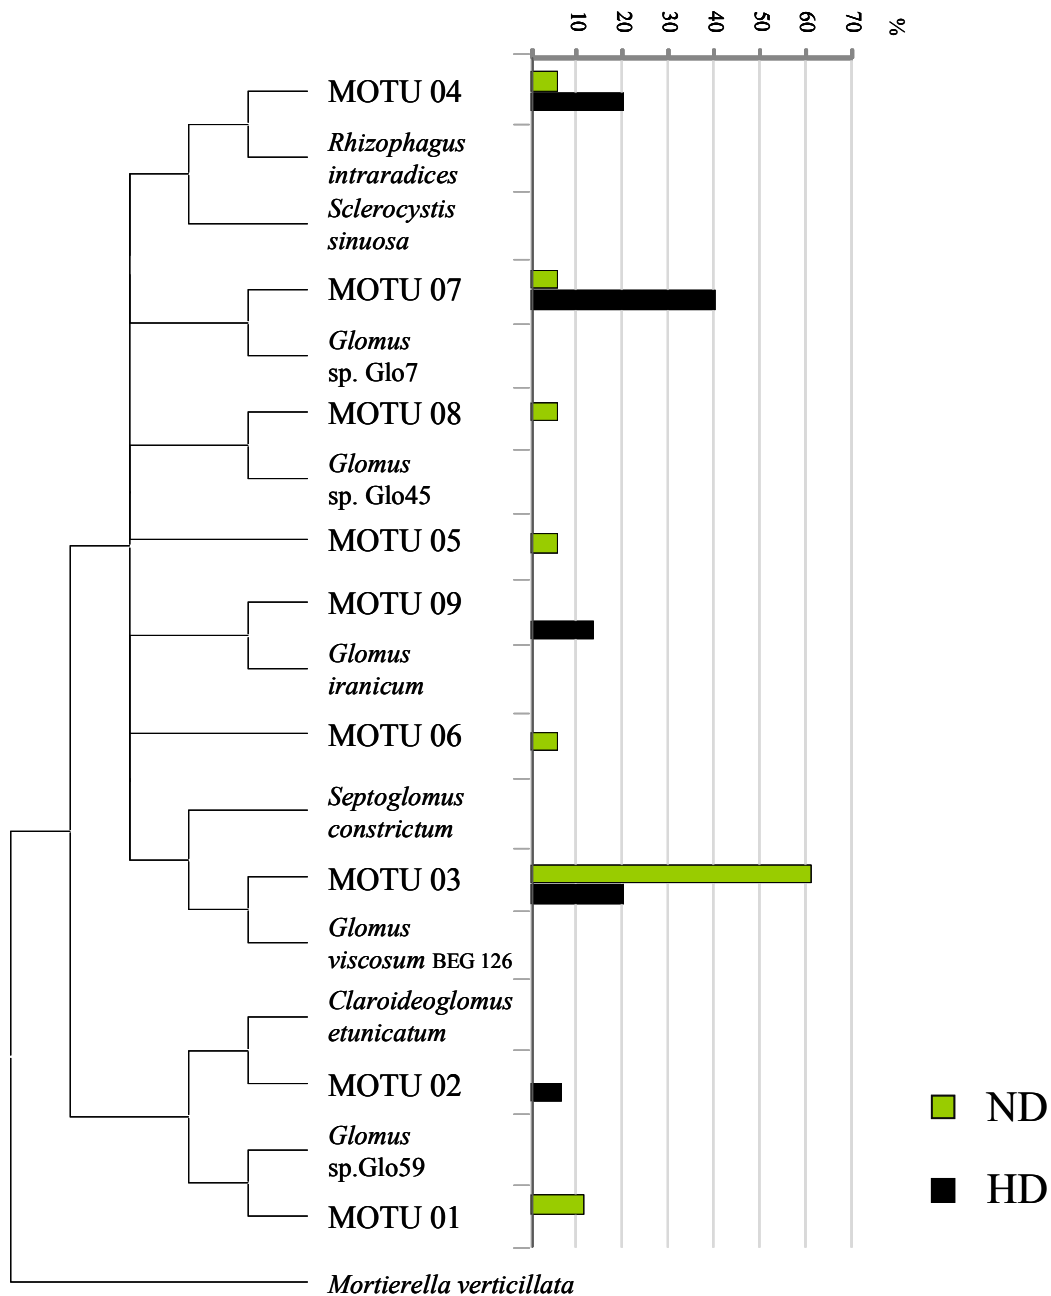 10 20 30 40 50 60 70 %
MOTU 04
Rhizophagus
intraradices
Sclerocystis
sinuosa
MOTU 07
Glomus
sp. Glo7
MOTU 08
Glomus
sp. Glo45
MOTU 05
MOTU 09
Glomus
iranicum
MOTU 06
Septoglomus
constrictum
MOTU 03
Glomus
viscosum BEG 126
Claroideoglomus
etunicatum
MOTU 02
Glomus
sp.Glo59
MOTU 01
Mortierella verticillata
ND
HD